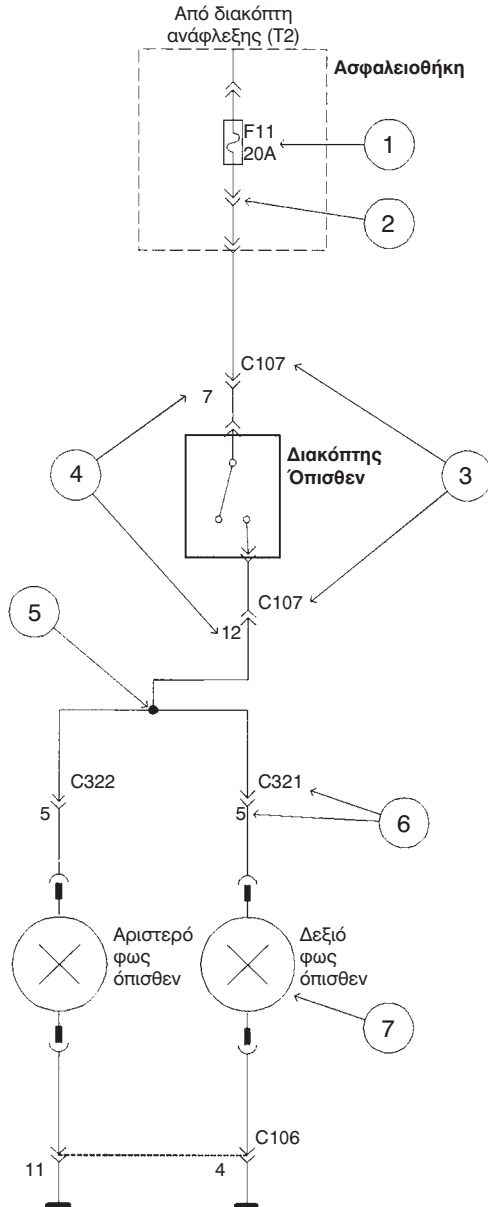 Από διακόπτη
ανάφλεξης (Τ2)
Ασφαλειοθήκη
F11
20A
1
2
C107
7
Διακόπτης
Όπισθεν
4
3
C107
12
5
C322
C321
5
5
6
Αριστερό
φως
όπισθεν
Δεξιό
φως
όπισθεν
7
C106
11
4